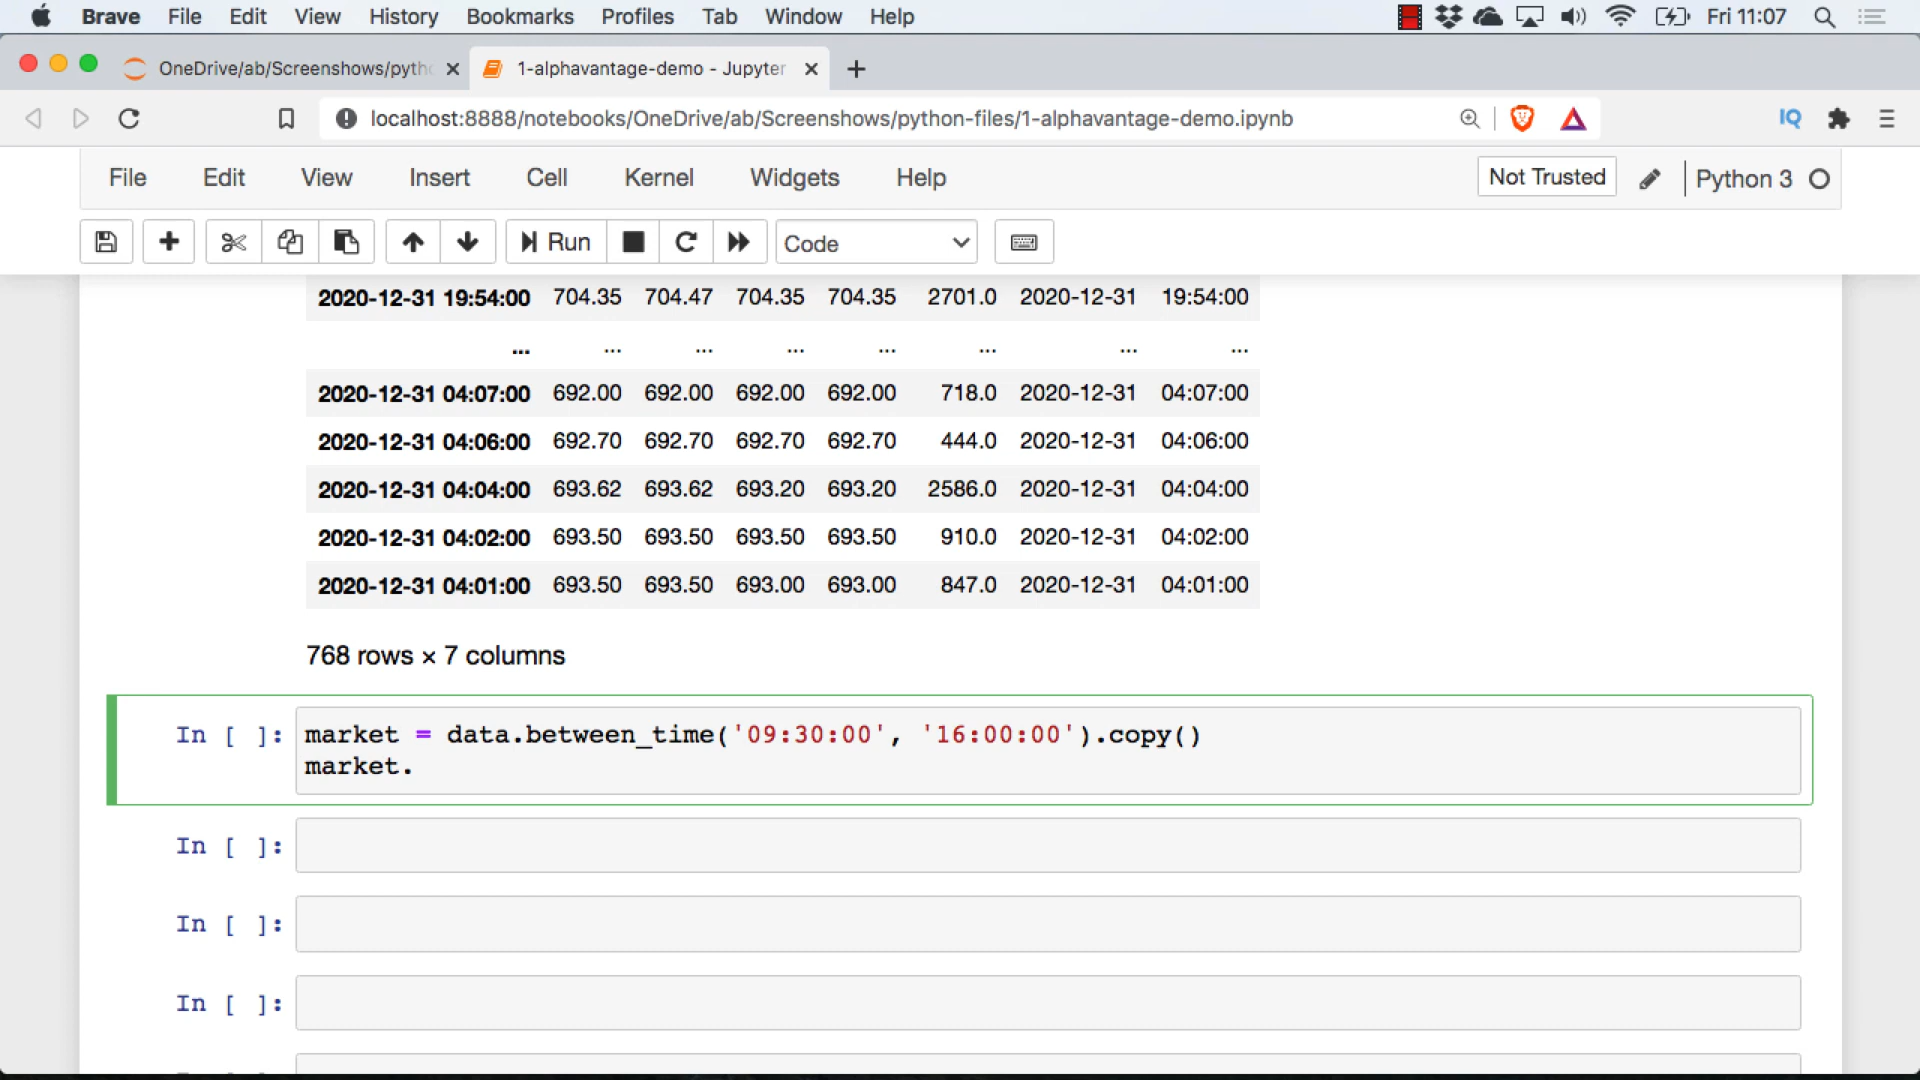 Brave File Edit View History Bookmarks Profiles Tab Window Help Fri 11:07
OneDrive/ab/Screenshows/pyth 1-alphavantage-demo - Jupyter
localhost:8888/notebooks/OneDrive/ab/Screenshows/python-files/1-alphavantage-demo.ipynb IQ
File Edit View Insert Cell Kernel Widgets Help Not Trusted Python 3
Run Code
2020-12-31 19:54:00 704.35 704.47 704.35 704.35 2701.0 2020-12-31 19:54:00
... ... ... ... ... ... ... ...
2020-12-31 04:07:00 692.00 692.00 692.00 692.00 718.0 2020-12-31 04:07:00
2020-12-31 04:06:00 692.70 692.70 692.70 692.70 444.0 2020-12-31 04:06:00
2020-12-31 04:04:00 693.62 693.62 693.20 693.20 2586.0 2020-12-31 04:04:00
2020-12-31 04:02:00 693.50 693.50 693.50 693.50 910.0 2020-12-31 04:02:00
2020-12-31 04:01:00 693.50 693.50 693.00 693.00 847.0 2020-12-31 04:01:00
768 rows × 7 columns
In [ ]: market = data.between_time('09:30:00', '16:00:00').copy()
market.
In [ ]:
In [ ]:
In [ ]: